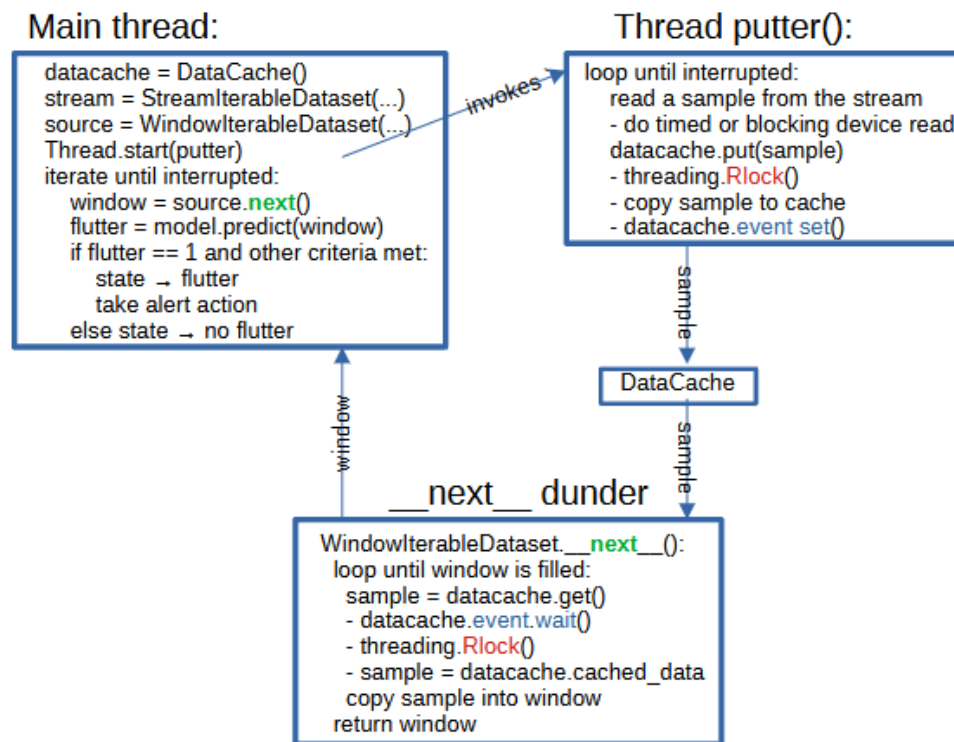 Main thread:
datacache = DataCache()
stream = StreamIterableDataset(...)
source = WindowIterableDataset(...)
Thread.start(putter)
iterate until interrupted:
window = source.next()
flutter = model.predict(window)
if flutter == 1 and other criteria met:
state → flutter
take alert action
else state → no flutter
invokes
Thread putter():
loop until interrupted:
read a sample from the stream
- do timed or blocking device read
datacache.put(sample)
- threading.Rlock()
- copy sample to cache
- datacache.event set()
sample
DataCache
sample
window
__next__ dunder
WindowIterableDataset.__next__():
loop until window is filled:
sample = datacache.get()
- datacache.event.wait()
- threading.Rlock()
- sample = datacache.cached_data
copy sample into window
return window